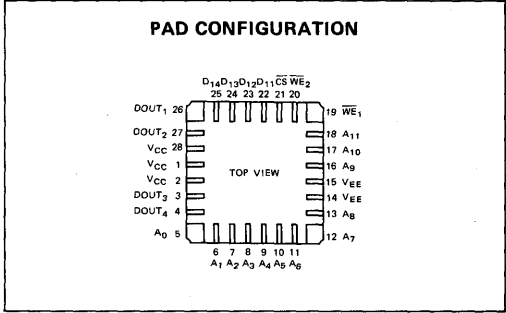 PAD CONFIGURATION
D14 D13 D12 D11 CS WE2
25 24 23 22 21 20
DOUT1 26
19 WE1
DOUT2 27
18 A11
VCC 28
17 A10
VCC 1
16 A9
TOP VIEW
VCC 2
15 VEE
DOUT3 3
14 VEE
DOUT4 4
13 A8
A0 5
12 A7
6 7 8 9 10 11
A1 A2 A3 A4 A5 A6